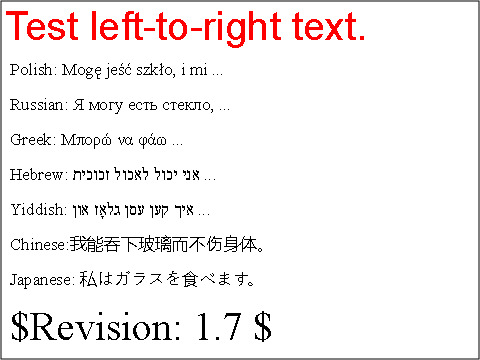 Test left-to-right text.
Polish: Mogę jeść szkło, i mi ...
Russian: Я могу есть стекло, ...
Greek: Μπορώ να φάω ...
Hebrew: אני יכול לאכול זכוכית ...
Yiddish: איך קען עסן גלאָז און ...
Chinese:我能吞下玻璃而不伤身体。
Japanese: 私はガラスを食べます。
$Revision: 1.7 $